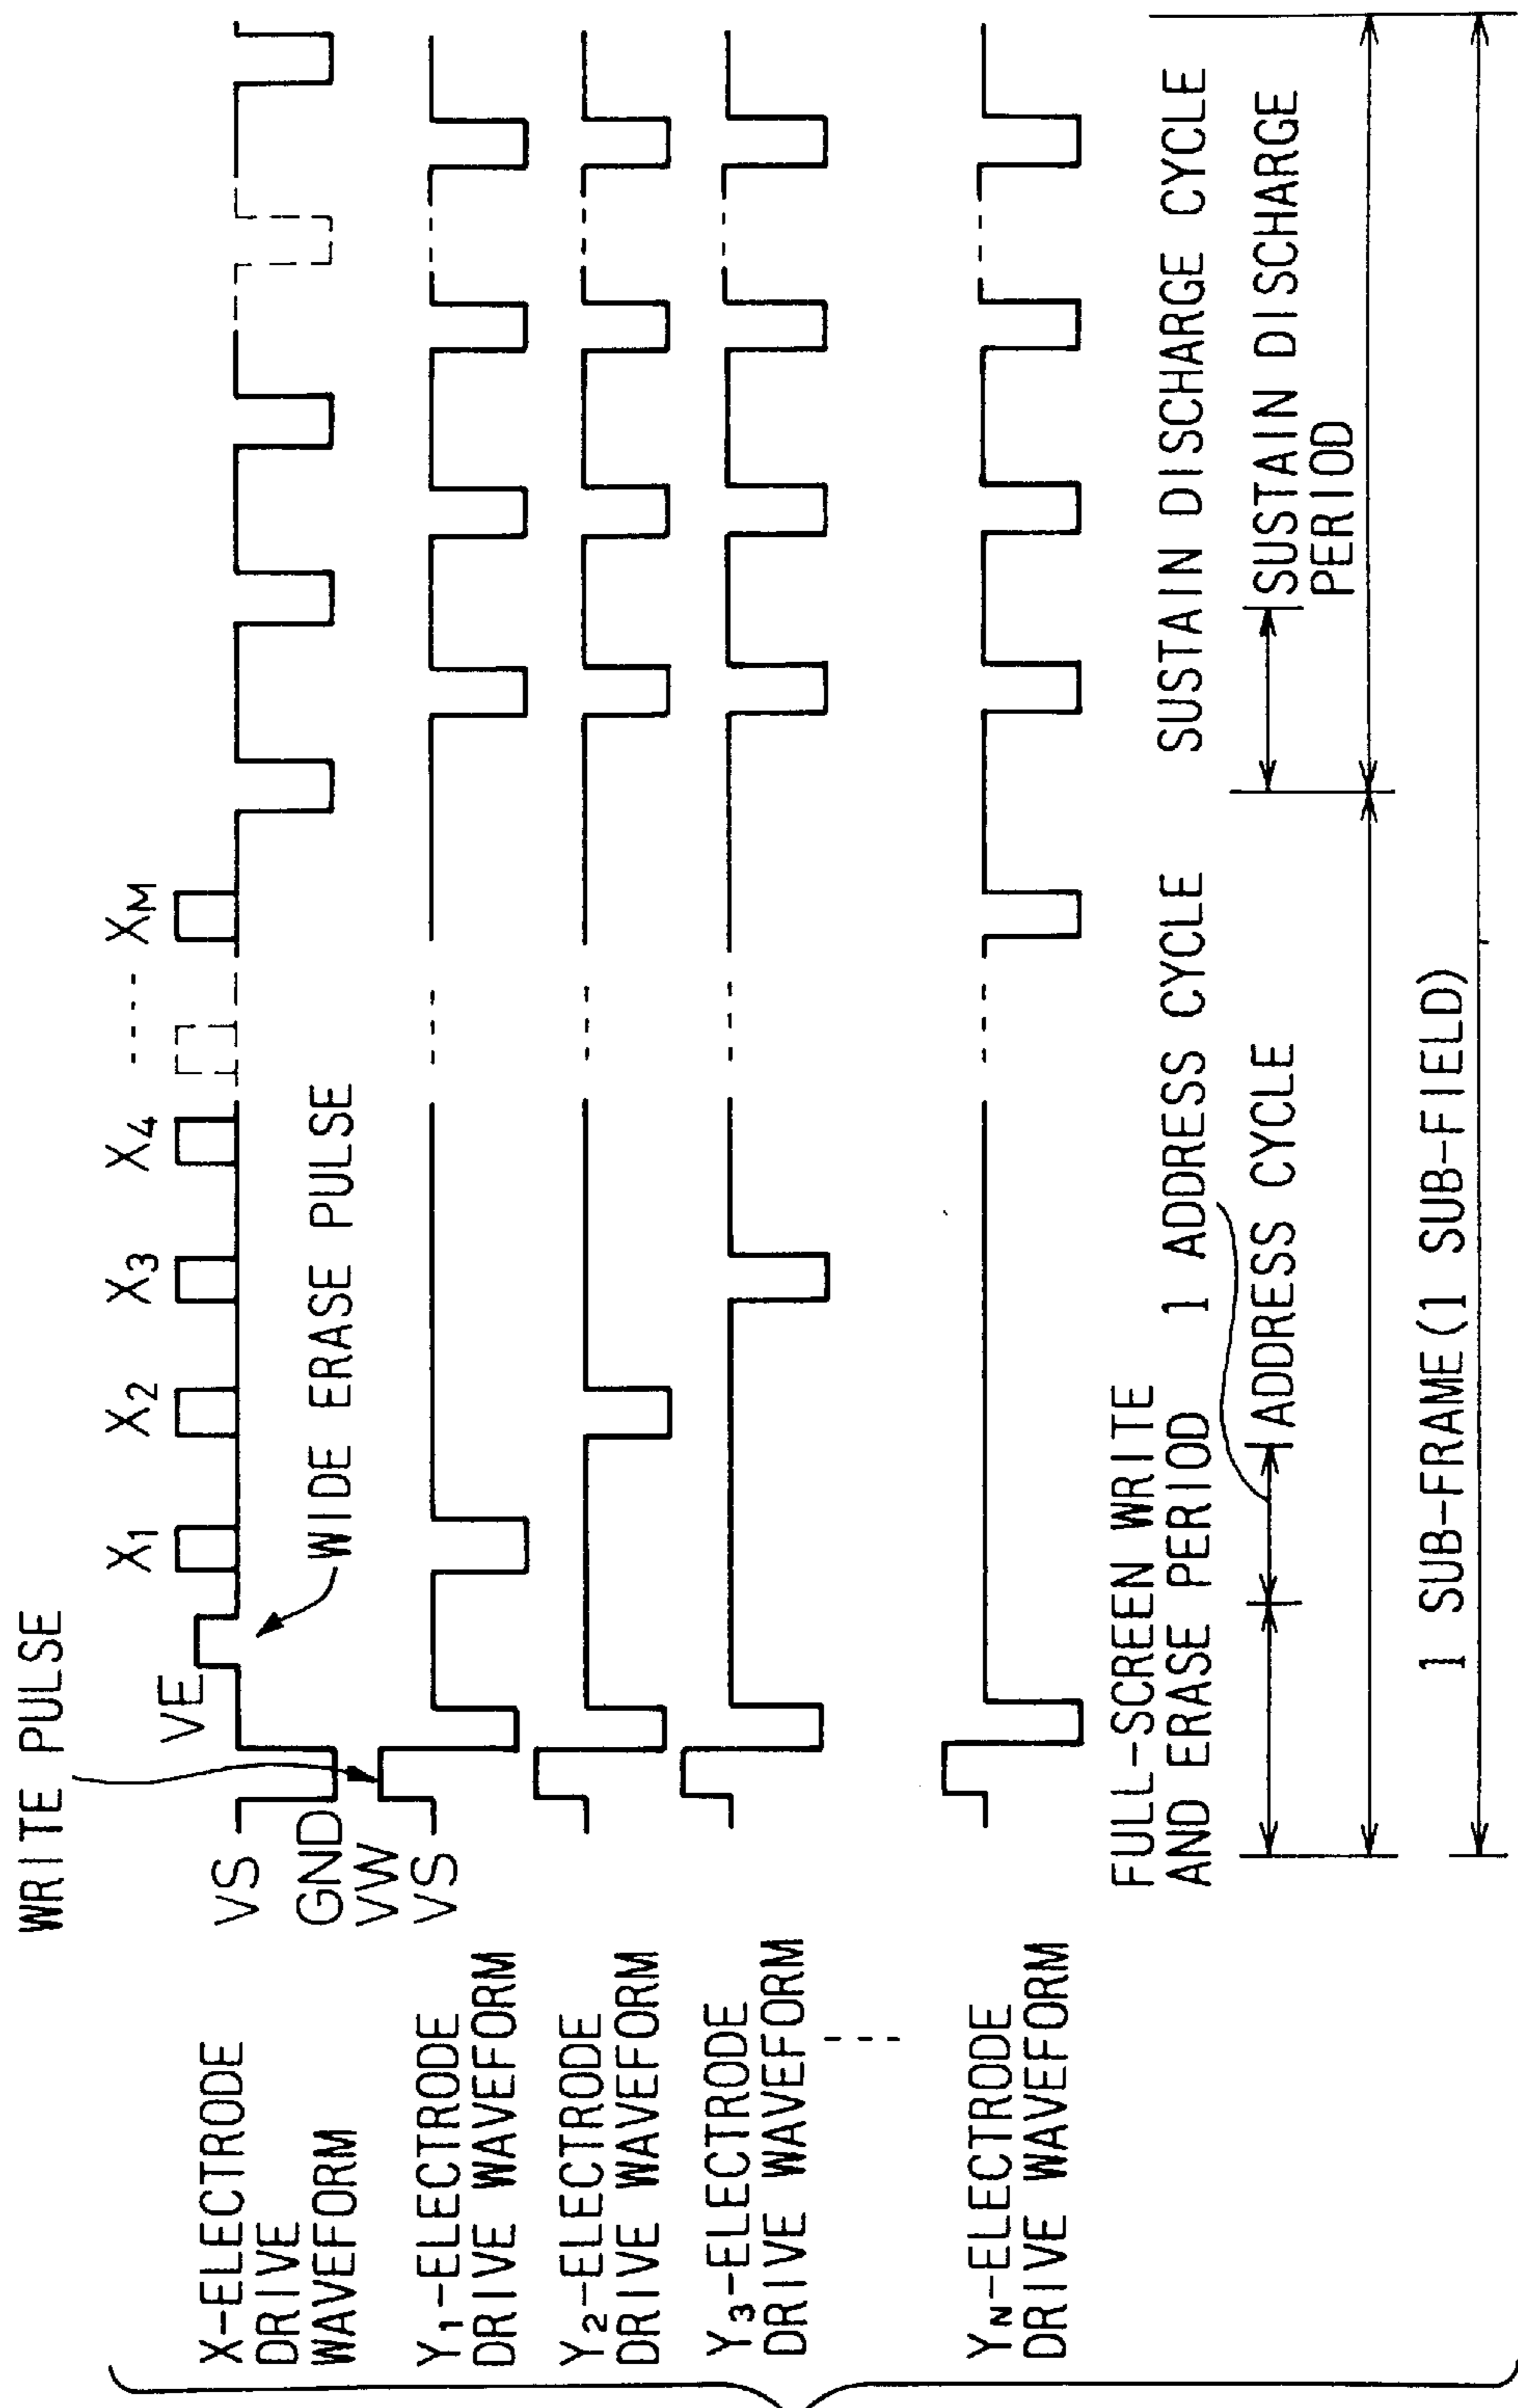 WRITE PULSE
X1 X2 X3 X4 ---- XM
VE
WIDE ERASE PULSE
X-ELECTRODE
DRIVE
WAVEFORM
VS
GND
VW
VS
Y1-ELECTRODE
DRIVE WAVEFORM
Y2-ELECTRODE
DRIVE WAVEFORM
Y3-ELECTRODE
DRIVE WAVEFORM
YN-ELECTRODE
DRIVE WAVEFORM
FULL-SCREEN WRITE
AND ERASE PERIOD
1 ADDRESS CYCLE
SUSTAIN DISCHARGE CYCLE
ADDRESS CYCLE
SUSTAIN DISCHARGE
PERIOD
1 SUB-FRAME (1 SUB-FIELD)